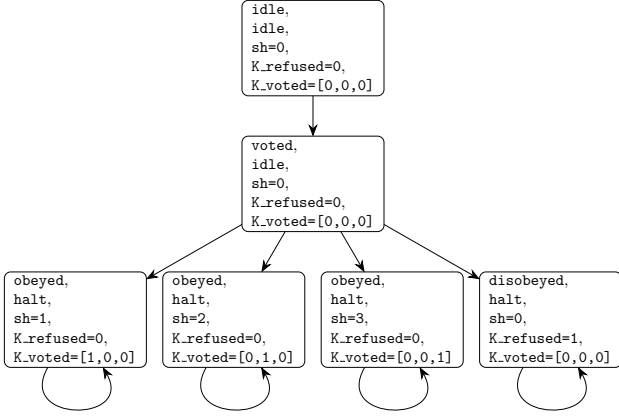 idle,
idle,
sh=0,
K_refused=0,
K_voted=[0,0,0]
voted,
idle,
sh=0,
K_refused=0,
K_voted=[0,0,0]
obeyed,
halt,
sh=1,
K_refused=0,
K_voted=[1,0,0]
obeyed,
halt,
sh=2,
K_refused=0,
K_voted=[0,1,0]
obeyed,
halt,
sh=3,
K_refused=0,
K_voted=[0,0,1]
disobeyed,
halt,
sh=0,
K_refused=1,
K_voted=[0,0,0]